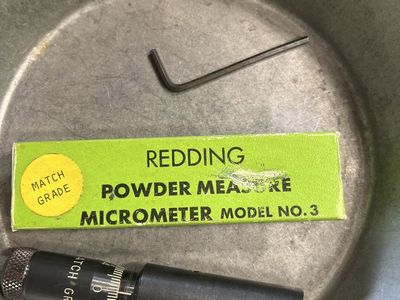 MATCH
GRADE
REDDING
POWDER MEASURE
MICROMETER MODEL NO. 3